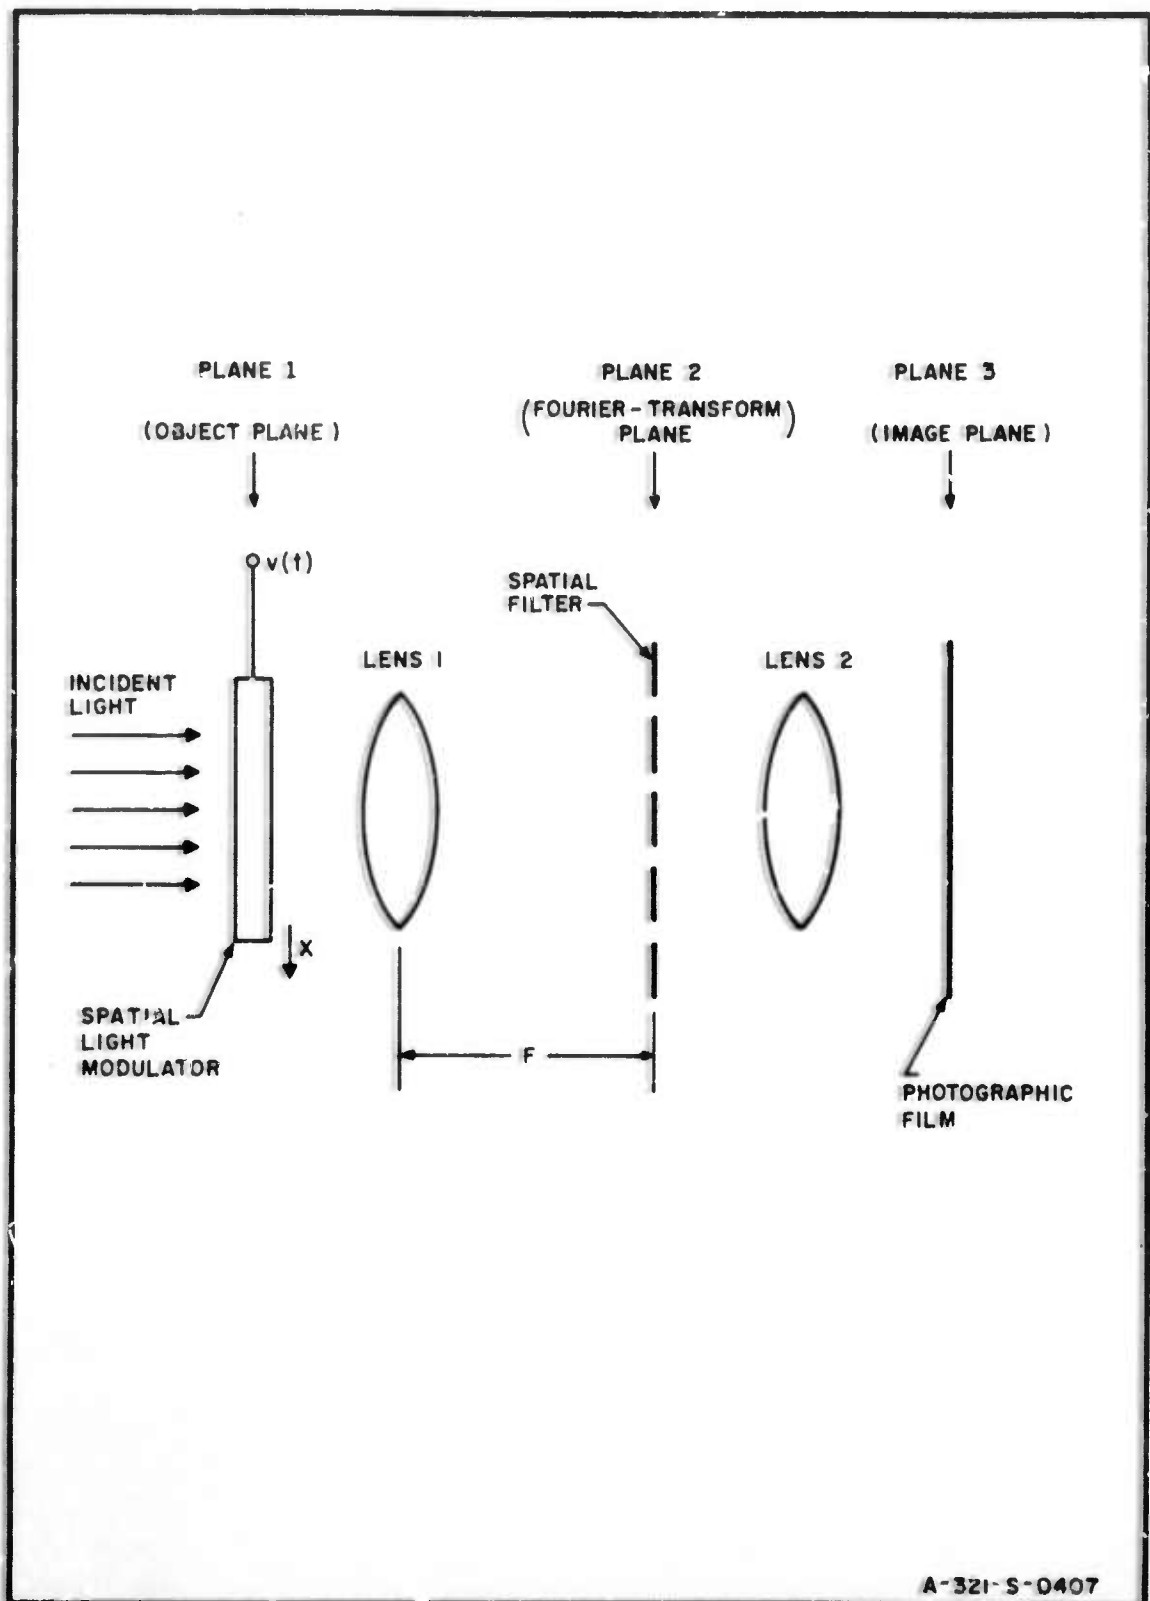 PLANE 1
(OBJECT PLANE)
PLANE 2
(FOURIER-TRANSFORM
PLANE)
PLANE 3
(IMAGE PLANE)
v(t)
SPATIAL
FILTER
LENS 1
LENS 2
INCIDENT
LIGHT
X
SPATIAL
LIGHT
MODULATOR
F
PHOTOGRAPHIC
FILM
A-321-S-0407